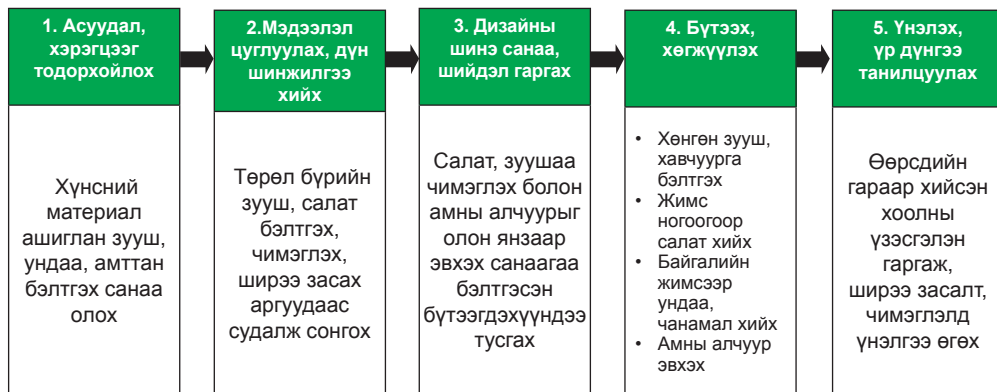 1. Асуудал,
хэрэгцээг
тодорхойлох
2.Мэдээлэл
цуглуулах, дүн
шинжилгээ
хийх
3. Дизайны
шинэ санаа,
шийдэл гаргах
4. Бүтээх,
хөгжүүлэх
5. Үнэлэх,
үр дүнгээ
танилцуулах
Хүнсний
материал
ашиглан зууш,
ундаа, амттан
бэлтгэх санаа
олох
Төрөл бүрийн
зууш, салат
бэлтгэх,
чимэглэх,
ширээ засах
аргуудаас
судалж сонгох
Салат, зуушаа
чимэглэх болон
амны алчуурыг
олон янзаар
эвхэх санаагаа
бэлтгэсэн
бүтээгдэхүүндээ
тусгах
• Хөнгөн зууш,
хавчуурга
бэлтгэх
• Жимс
ногоогоор
салат хийх
• Байгалийн
жимсээр
ундаа,
чанамал хийх
• Амны алчуур
эвхэх
Өөрсдийн
гараар хийсэн
хоолны
үзэсгэлэн
гаргаж,
ширээ засалт,
чимэглэлд
үнэлгээ өгөх